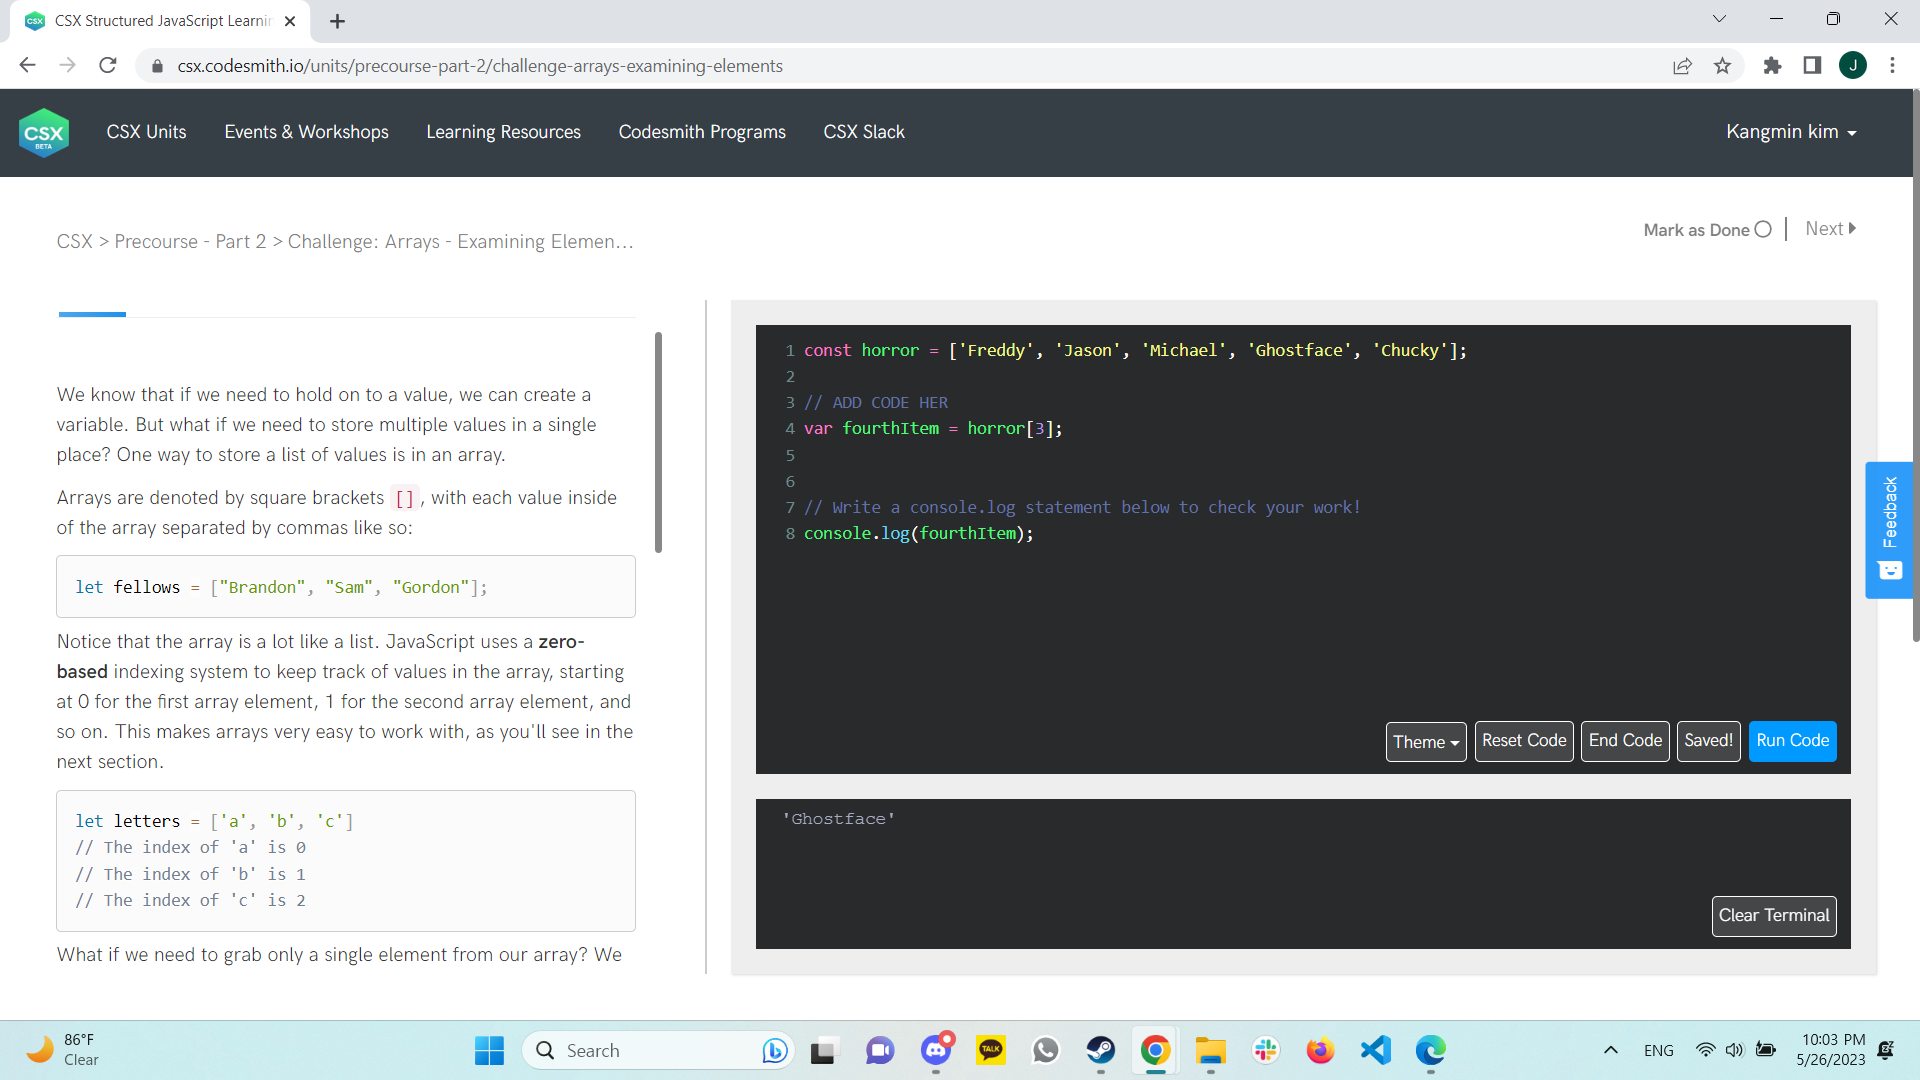 CSX Structured JavaScript Learnin
csx.codesmith.io/units/precourse-part-2/challenge-arrays-examining-elements
J
CSX
BETA
CSX Units
Events & Workshops
Learning Resources
Codesmith Programs
CSX Slack
Kangmin kim
CSX > Precourse - Part 2 > Challenge: Arrays - Examining Elemen...
Mark as Done
Next
We know that if we need to hold on to a value, we can create a
variable. But what if we need to store multiple values in a single
place? One way to store a list of values is in an array.
Arrays are denoted by square brackets [], with each value inside
of the array separated by commas like so:
let fellows = ["Brandon", "Sam", "Gordon"];
Notice that the array is a lot like a list. JavaScript uses a zero-
based indexing system to keep track of values in the array, starting
at 0 for the first array element, 1 for the second array element, and
so on. This makes arrays very easy to work with, as you'll see in the
next section.
let letters = ['a', 'b', 'c']
// The index of 'a' is 0
// The index of 'b' is 1
// The index of 'c' is 2
What if we need to grab only a single element from our array? We
1 const horror = ['Freddy', 'Jason', 'Michael', 'Ghostface', 'Chucky'];
2
3 // ADD CODE HER
4 var fourthItem = horror[3];
5
6
7 // Write a console.log statement below to check your work!
8 console.log(fourthItem);
Theme
Reset Code
End Code
Saved!
Run Code
'Ghostface'
Clear Terminal
Feedback
86°F
Clear
Search
TALK
ENG
10:03 PM
5/26/2023